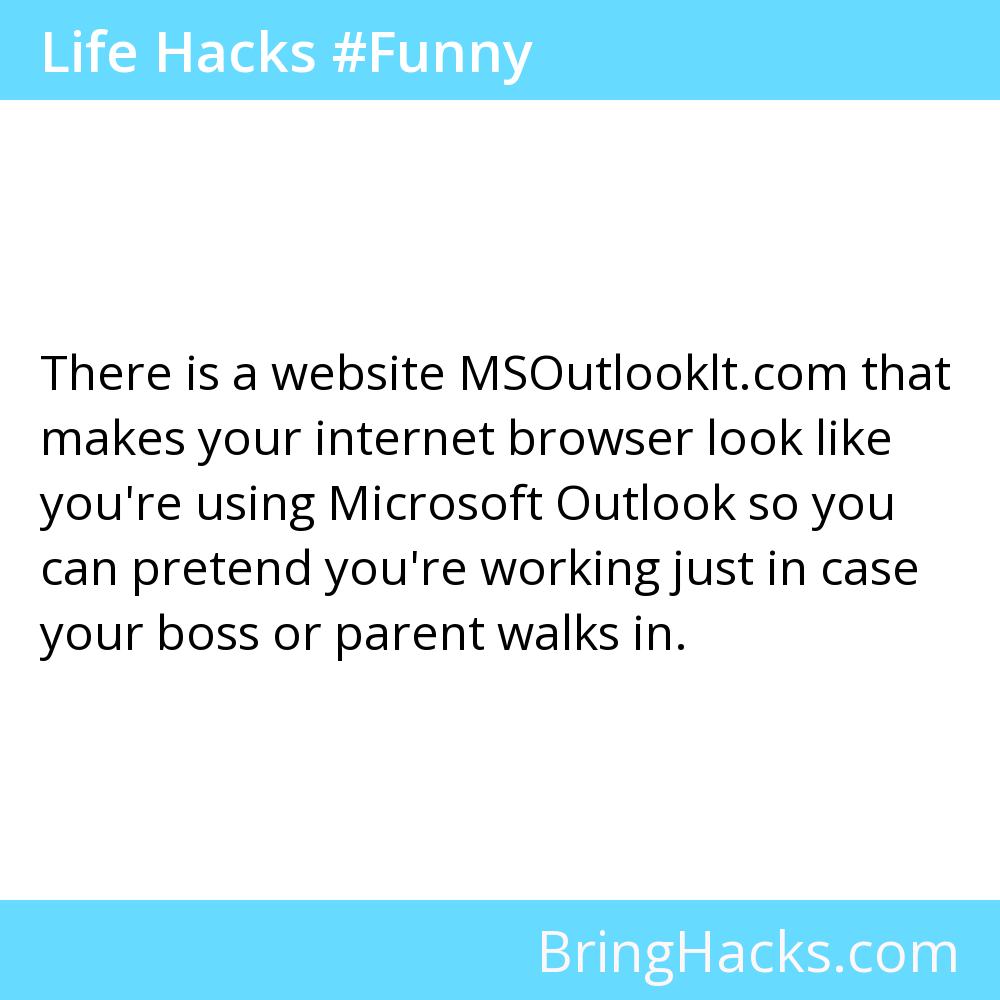 Life Hacks #Funny
There is a website MSOutlooklt.com that
makes your internet browser look like
you're using Microsoft Outlook so you
can pretend you're working just in case
your boss or parent walks in.
BringHacks.com